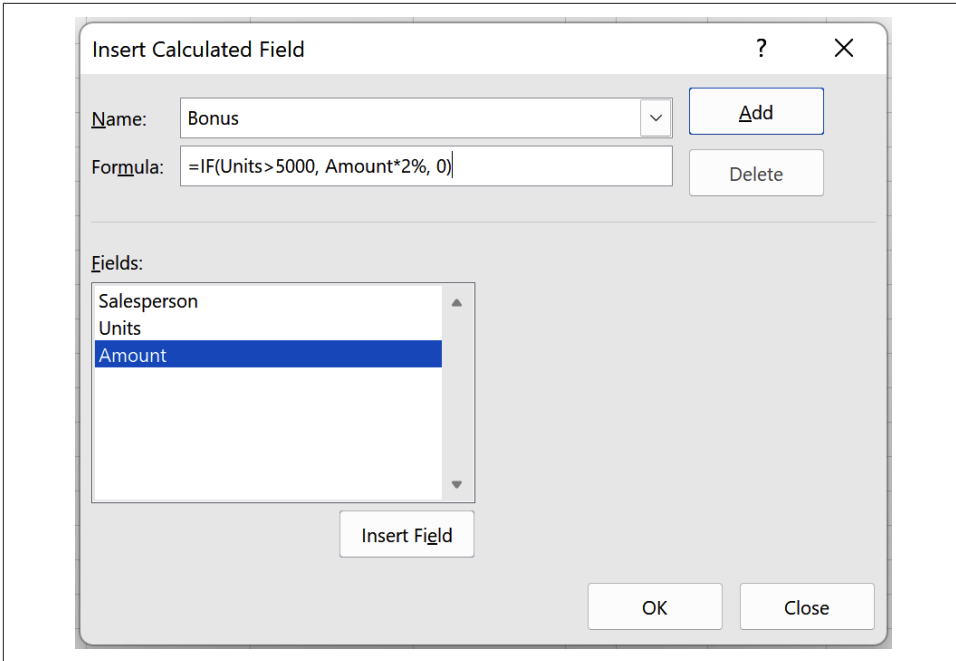 Insert Calculated Field
?
Name: Bonus
Add
Formula: =IF(Units>5000, Amount*2%, 0)
Delete
Fields:
Salesperson
Units
Amount
Insert Field
OK
Close